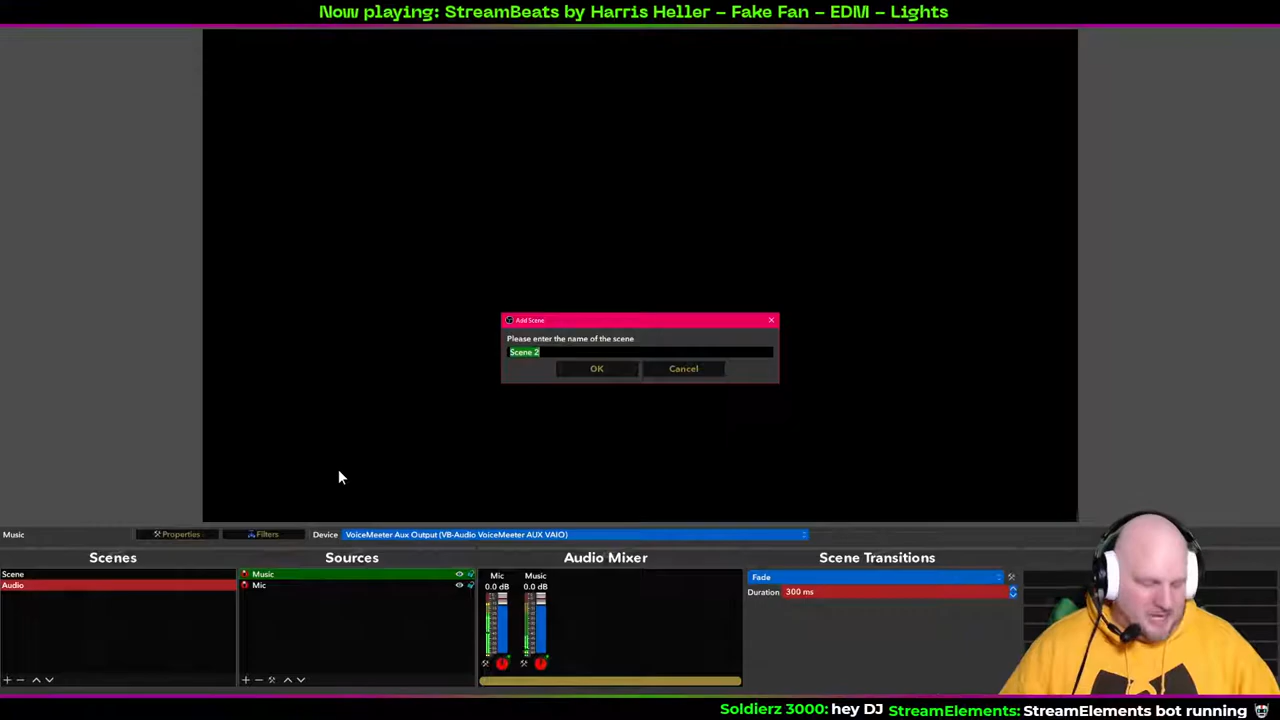 Now playing: StreamBeats by Harris Heller - Fake Fan - EDM - Lights
Add Scene
Please enter the name of the scene
Scene 2
OK Cancel
Music Properties Filters Device VoiceMeeter Aux Output (VB-Audio VoiceMeeter AUX VAIO)
Scenes Sources Audio Mixer Scene Transitions
Scene Music Mic Music Fade
Audio Mic 0.0 dB 0.0 dB Duration 300 ms
Soldierz 3000: hey DJ StreamElements: StreamElements bot running